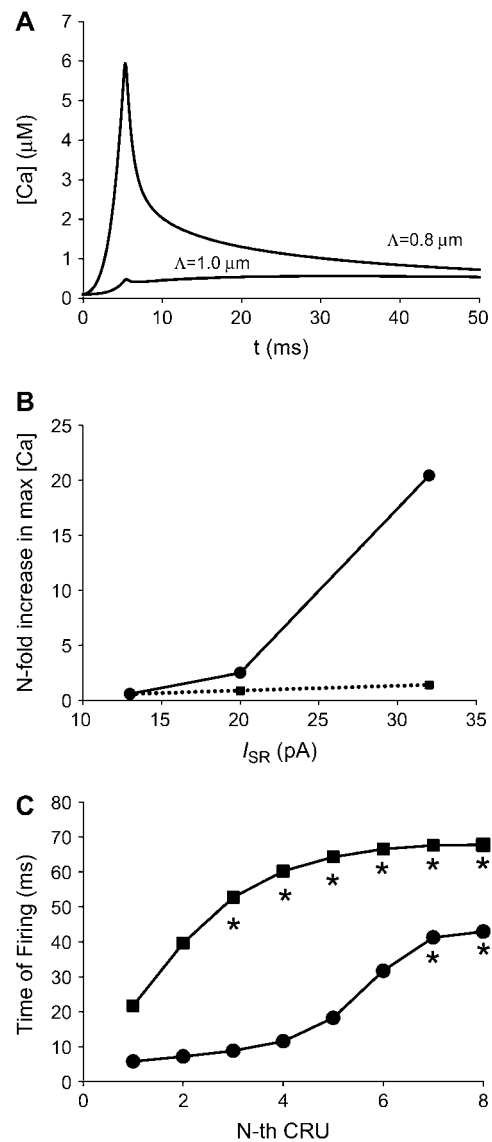 A
7
6
5
4
3
2
1
0
[Ca] (μM)
Λ=0.8 μm
Λ=1.0 μm
0 10 20 30 40 50
t (ms)
B
25
20
15
10
5
0
N-fold increase in max [Ca]
10 15 20 25 30 35
I_SR (pA)
C
80
70
60
50
40
30
20
10
0
Time of Firing (ms)
* * * * * *
* *
0 2 4 6 8
N-th CRU